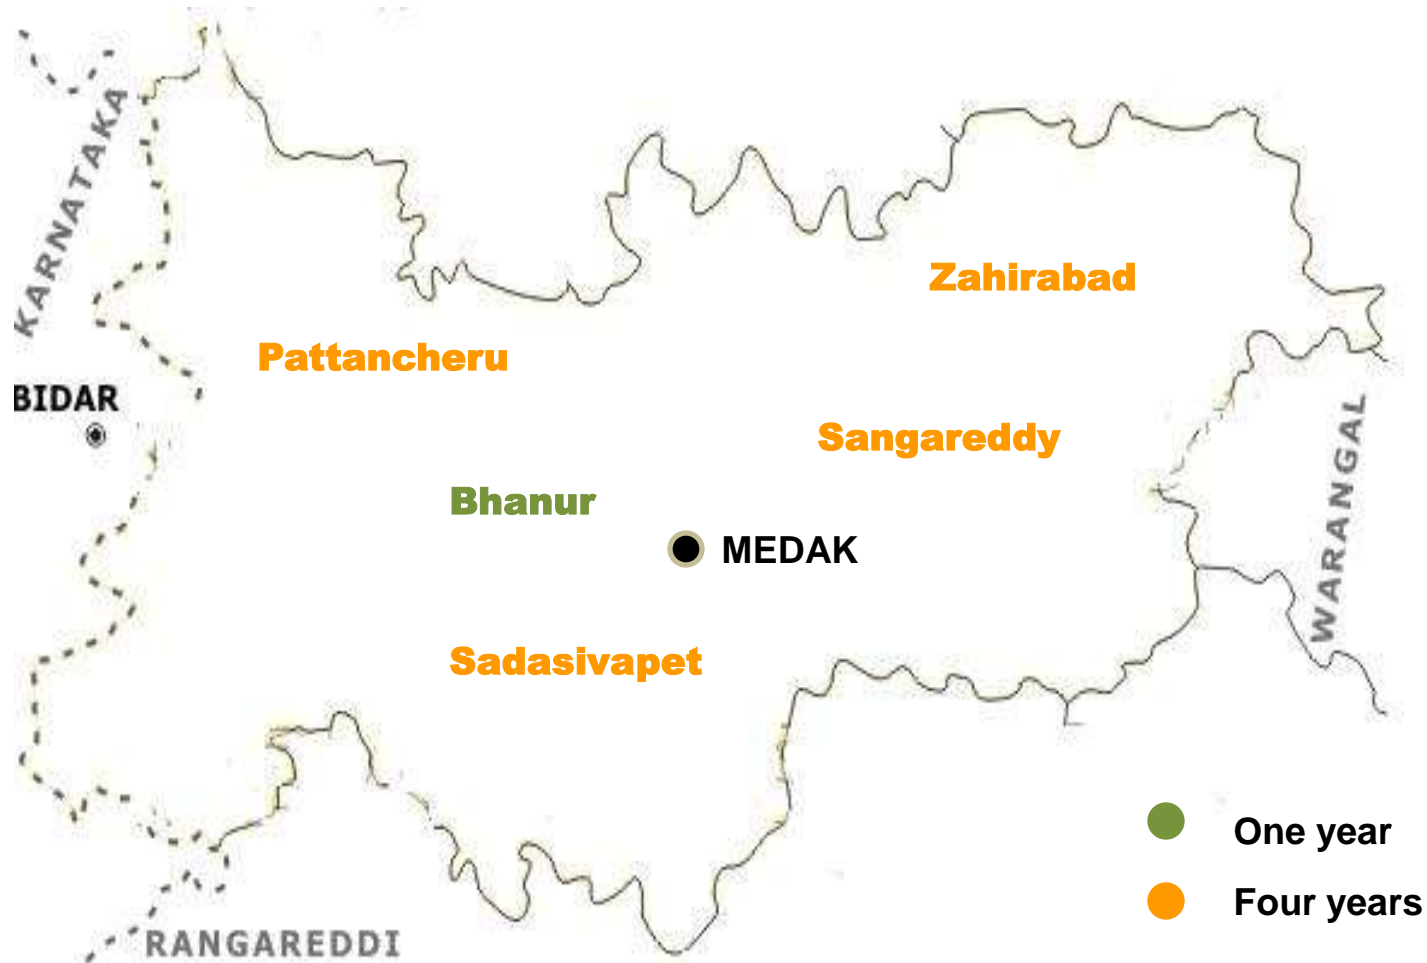 KARNATAKA
Zahirabad
Pattancheru
BIDAR
Sangareddy
WARANGAL
Bhanur
MEDAK
Sadasivapet
One year
Four years
RANGAREDDI